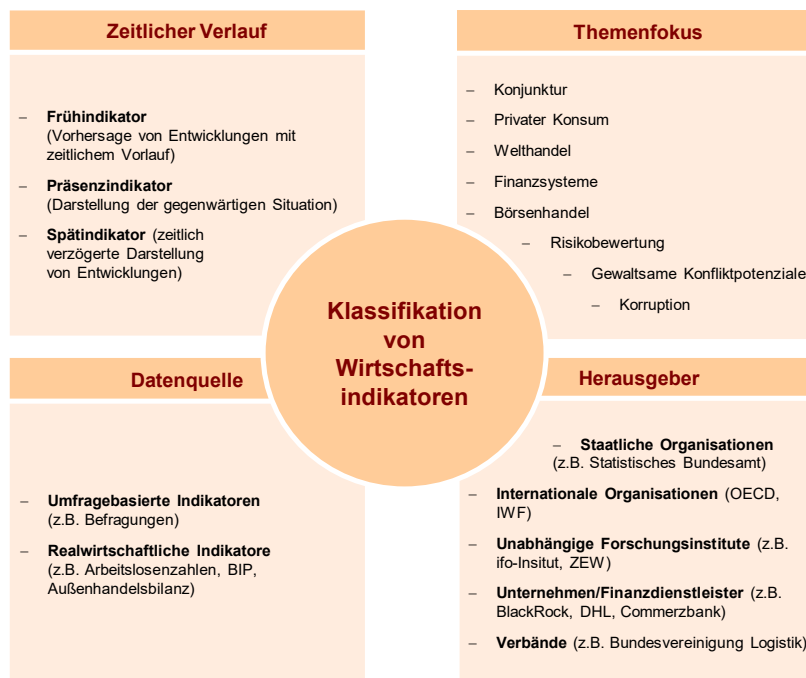 Zeitlicher Verlauf
– Frühindikator
(Vorhersage von Entwicklungen mit
zeitlichem Vorlauf)
– Präsenzindikator
(Darstellung der gegenwärtigen Situation)
– Spätindikator (zeitlich
verzögerte Darstellung
von Entwicklungen)
Themenfokus
– Konjunktur
– Privater Konsum
– Welthandel
– Finanzsysteme
– Börsenhandel
– Risikobewertung
– Gewaltsame Konfliktpotenziale
– Korruption
Klassifikation
von
Wirtschafts-
indikatoren
Datenquelle
– Umfragebasierte Indikatoren
(z.B. Befragungen)
– Realwirtschaftliche Indikatore
(z.B. Arbeitslosenzahlen, BIP,
Außenhandelsbilanz)
Herausgeber
– Staatliche Organisationen
(z.B. Statistisches Bundesamt)
– Internationale Organisationen (OECD,
IWF)
– Unabhängige Forschungsinstitute (z.B.
ifo-Insitut, ZEW)
– Unternehmen/Finanzdienstleister (z.B.
BlackRock, DHL, Commerzbank)
– Verbände (z.B. Bundesvereinigung Logistik)